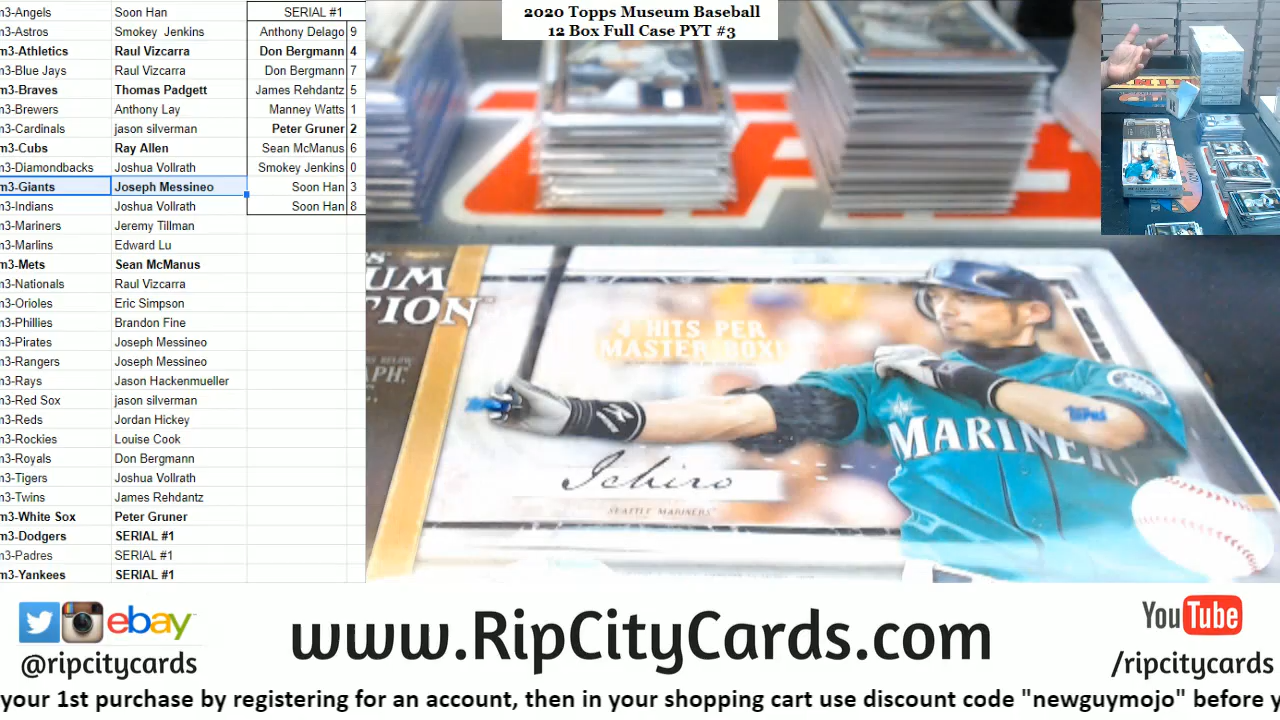 m3-Angels Soon Han
m3-Astros Smokey Jenkins
m3-Athletics Raul Vizcarra
m3-Blue Jays Raul Vizcarra
m3-Braves Thomas Padgett
m3-Brewers Anthony Lay
m3-Cardinals jason silverman
m3-Cubs Ray Allen
m3-Diamondbacks Joshua Vollrath
m3-Giants Joseph Messineo
m3-Indians Joshua Vollrath
m3-Mariners Jeremy Tillman
m3-Marlins Edward Lu
m3-Mets Sean McManus
m3-Nationals Raul Vizcarra
m3-Orioles Eric Simpson
m3-Phillies Brandon Fine
m3-Pirates Joseph Messineo
m3-Rangers Joseph Messineo
m3-Rays Jason Hackenmueller
m3-Red Sox jason silverman
m3-Reds Jordan Hickey
m3-Rockies Louise Cook
m3-Royals Don Bergmann
m3-Tigers Joshua Vollrath
m3-Twins James Rehdantz
m3-White Sox Peter Gruner
m3-Dodgers SERIAL #1
m3-Padres SERIAL #1
m3-Yankees SERIAL #1
SERIAL #1
Anthony Delago 9
Don Bergmann 4
Don Bergmann 7
James Rehdantz 5
Manney Watts 1
Peter Gruner 2
Sean McManus 6
Smokey Jenkins 0
Soon Han 3
Soon Han 8
2020 Topps Museum Baseball
12 Box Full Case PYT #3
4 HITS PER
MASTER BOX!
Ichiro
SEATTLE MARINERS
MARINERS
ebay
@ripcitycards
www.RipCityCards.com
YouTube
/ripcitycards
your 1st purchase by registering for an account, then in your shopping cart use discount code "newguymojo" before y